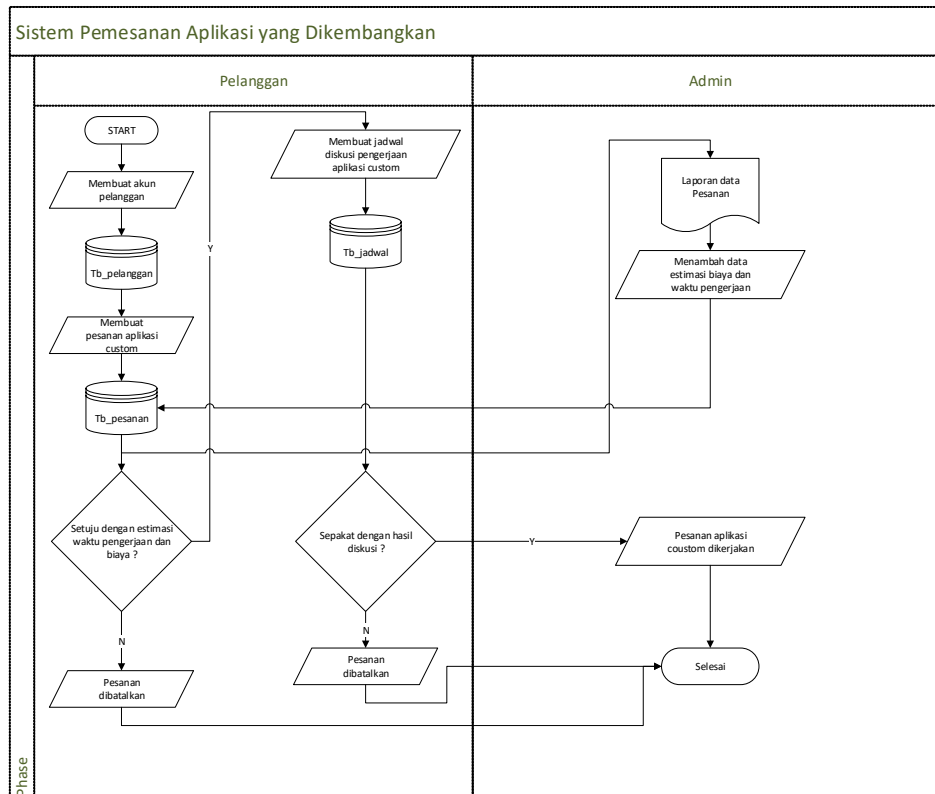 Sistem Pemesanan Aplikasi yang Dikembangkan
Pelanggan
Admin
START
Membuat akun
pelanggan
Tb_pelanggan
Membuat
pesanan aplikasi
custom
Tb_pesanan
Setuju dengan estimasi
waktu pengerjaan dan
biaya ?
Y
N
Pesanan
dibatalkan
Membuat jadwal
diskusi pengerjaan
aplikasi custom
Tb_jadwal
Sepakat dengan hasil
diskusi ?
Y
N
Pesanan
dibatalkan
Laporan data
Pesanan
Menambah data
estimasi biaya dan
waktu pengerjaan
Pesanan aplikasi
coustom dikerjakan
Selesai
Phase